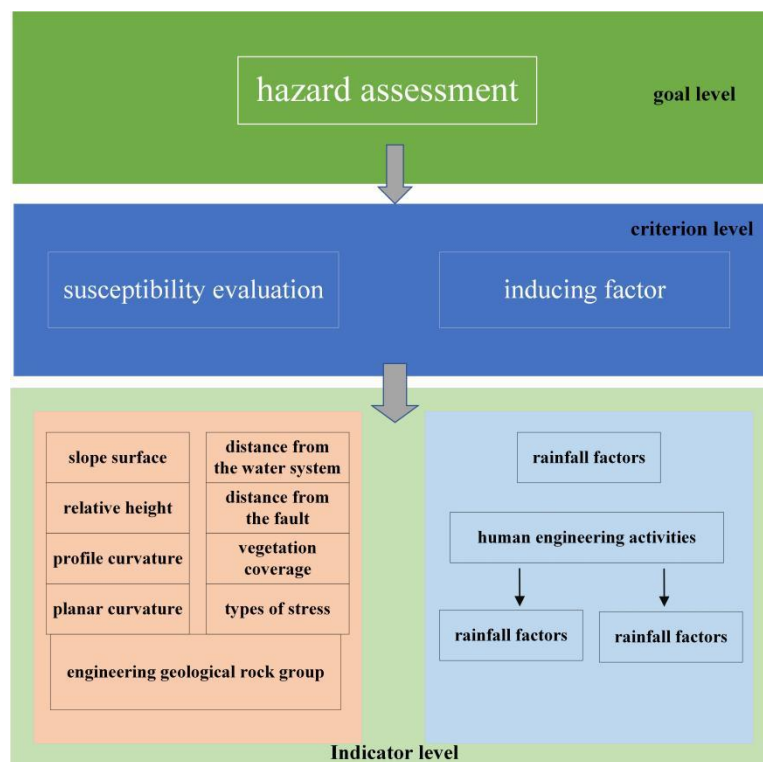 hazard assessment
goal level
criterion level
susceptibility evaluation
inducing factor
slope surface
distance from
the water system
relative height
distance from
the fault
profile curvature
vegetation
coverage
planar curvature
types of stress
engineering geological rock group
rainfall factors
human engineering activities
rainfall factors
rainfall factors
Indicator level